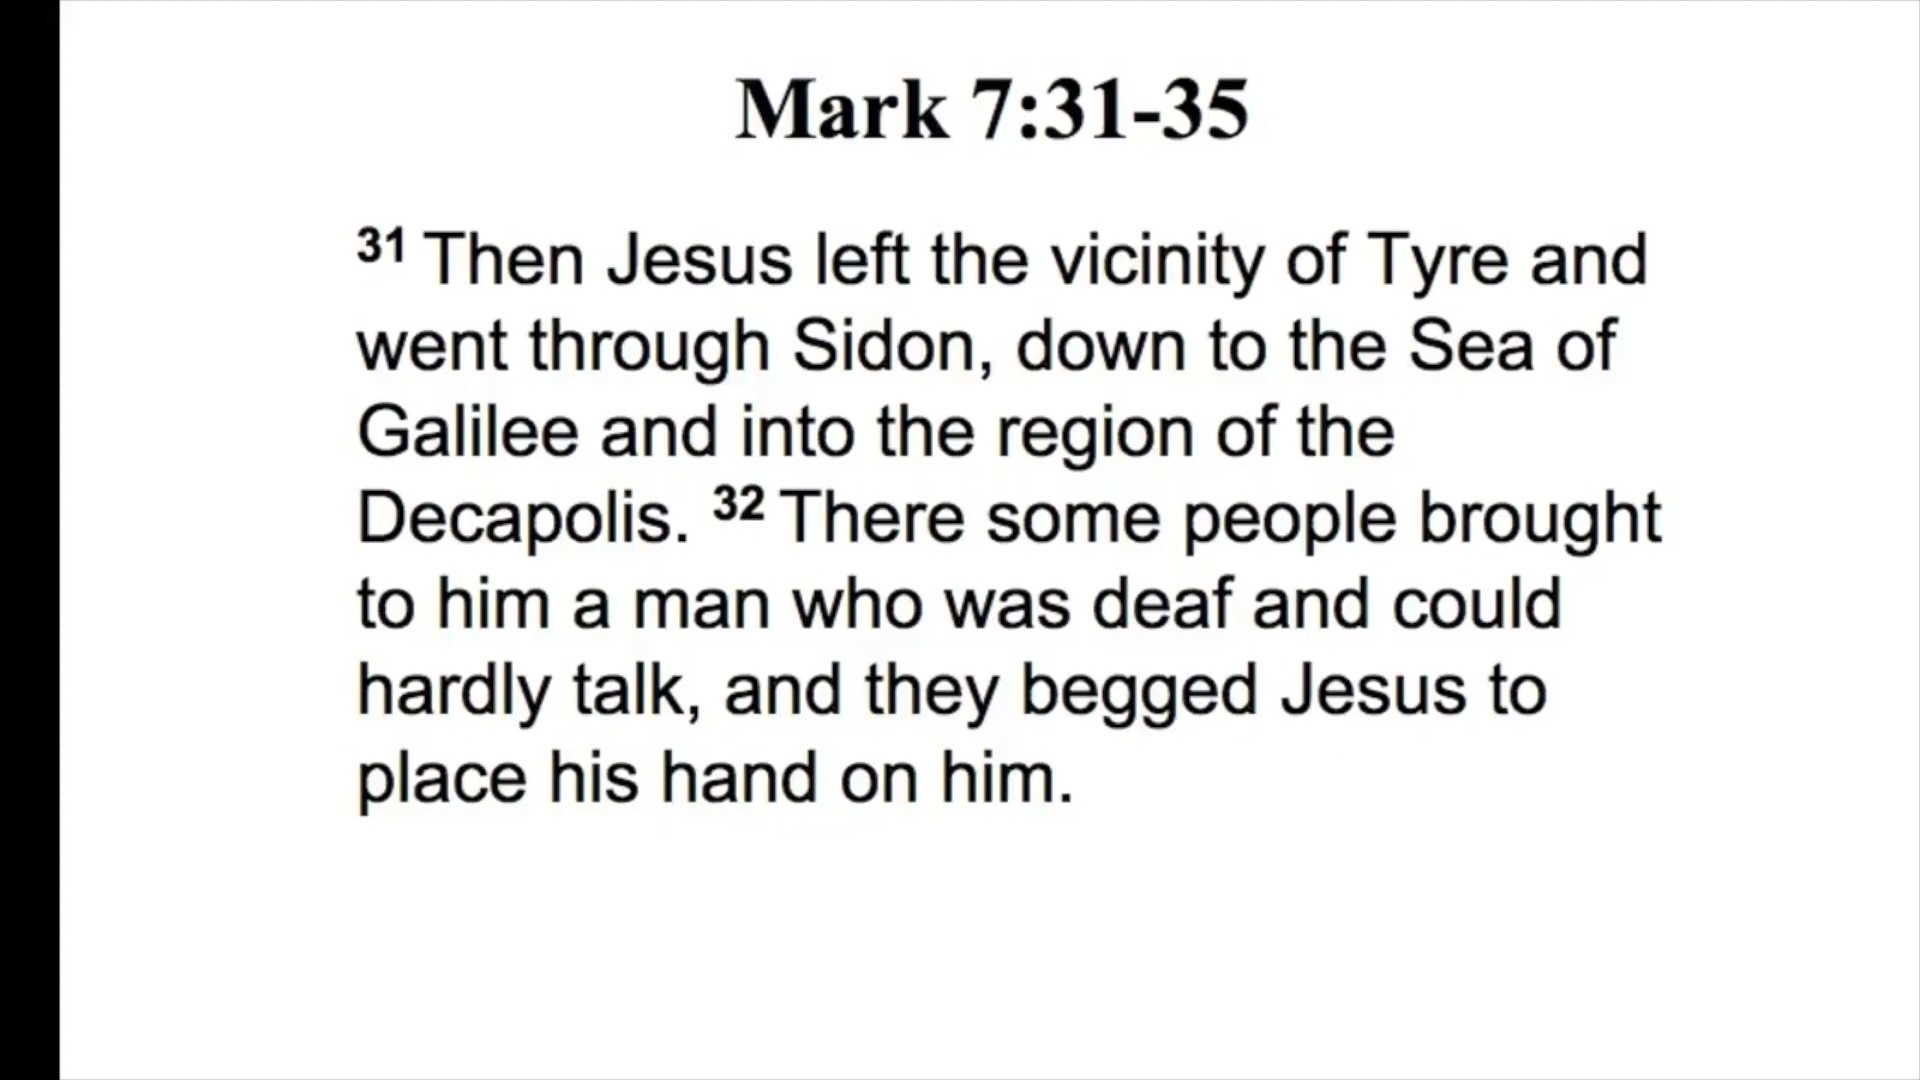 Mark 7:31-35
31 Then Jesus left the vicinity of Tyre and
went through Sidon, down to the Sea of
Galilee and into the region of the
Decapolis. 32 There some people brought
to him a man who was deaf and could
hardly talk, and they begged Jesus to
place his hand on him.